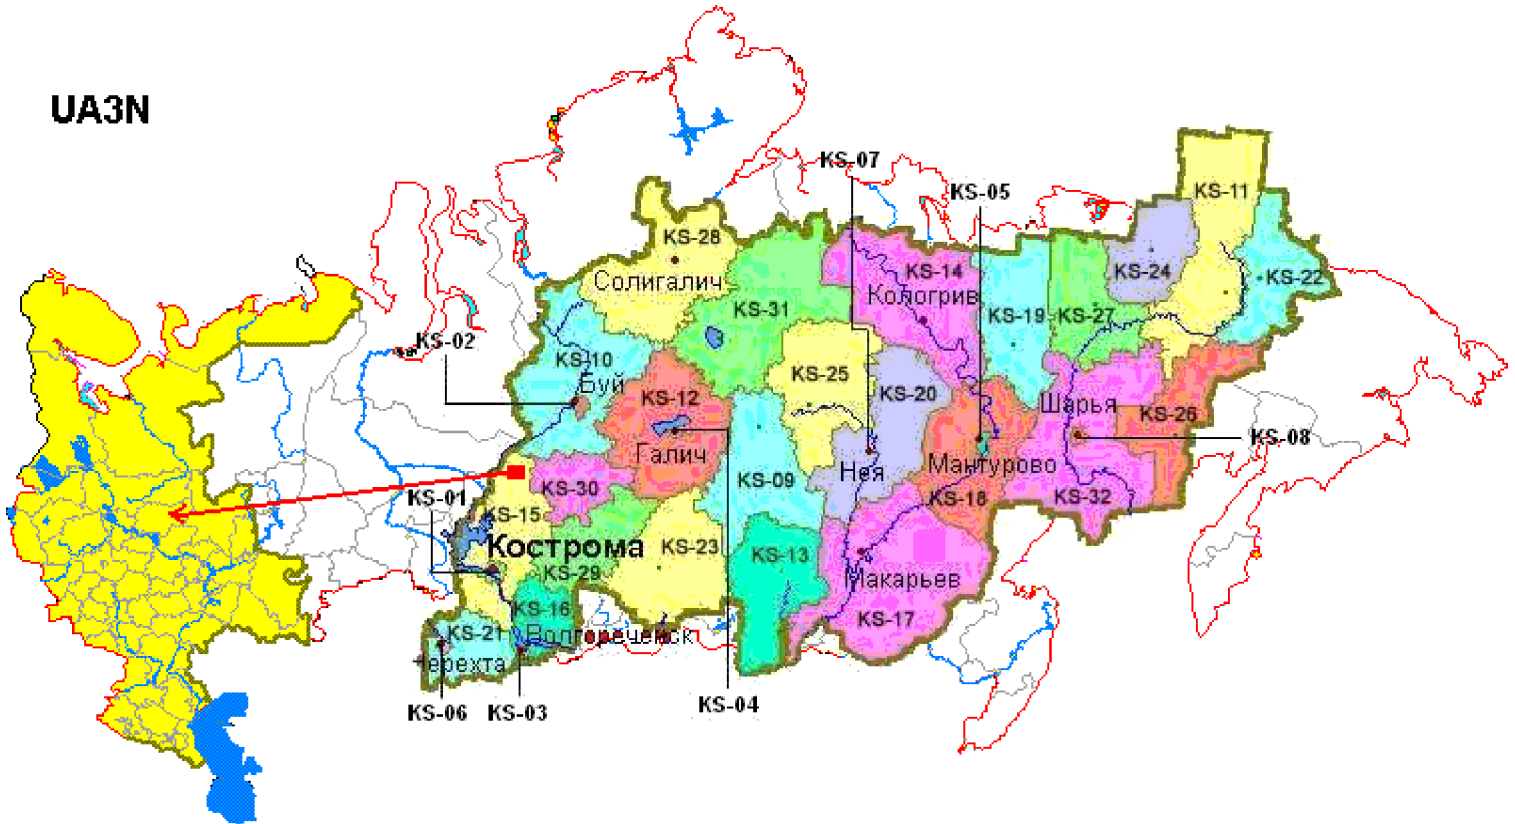 UA3N
KS-07
KS-05
KS-11
KS-28
KS-14
KS-24
KS-22
Солигалич
Кологрив
KS-31
KS-19
KS-27
KS-02
KS-10
Буй
KS-25
KS-20
KS-12
Шарья
KS-26
KS-08
Галич
Нея
Мантурово
KS-09
KS-30
KS-01
KS-15
KS-18
KS-32
Кострома
KS-23
KS-13
KS-29
Макарьев
KS-16
KS-17
KS-21
Волгореченск
Нерехта
KS-06
KS-03
KS-04